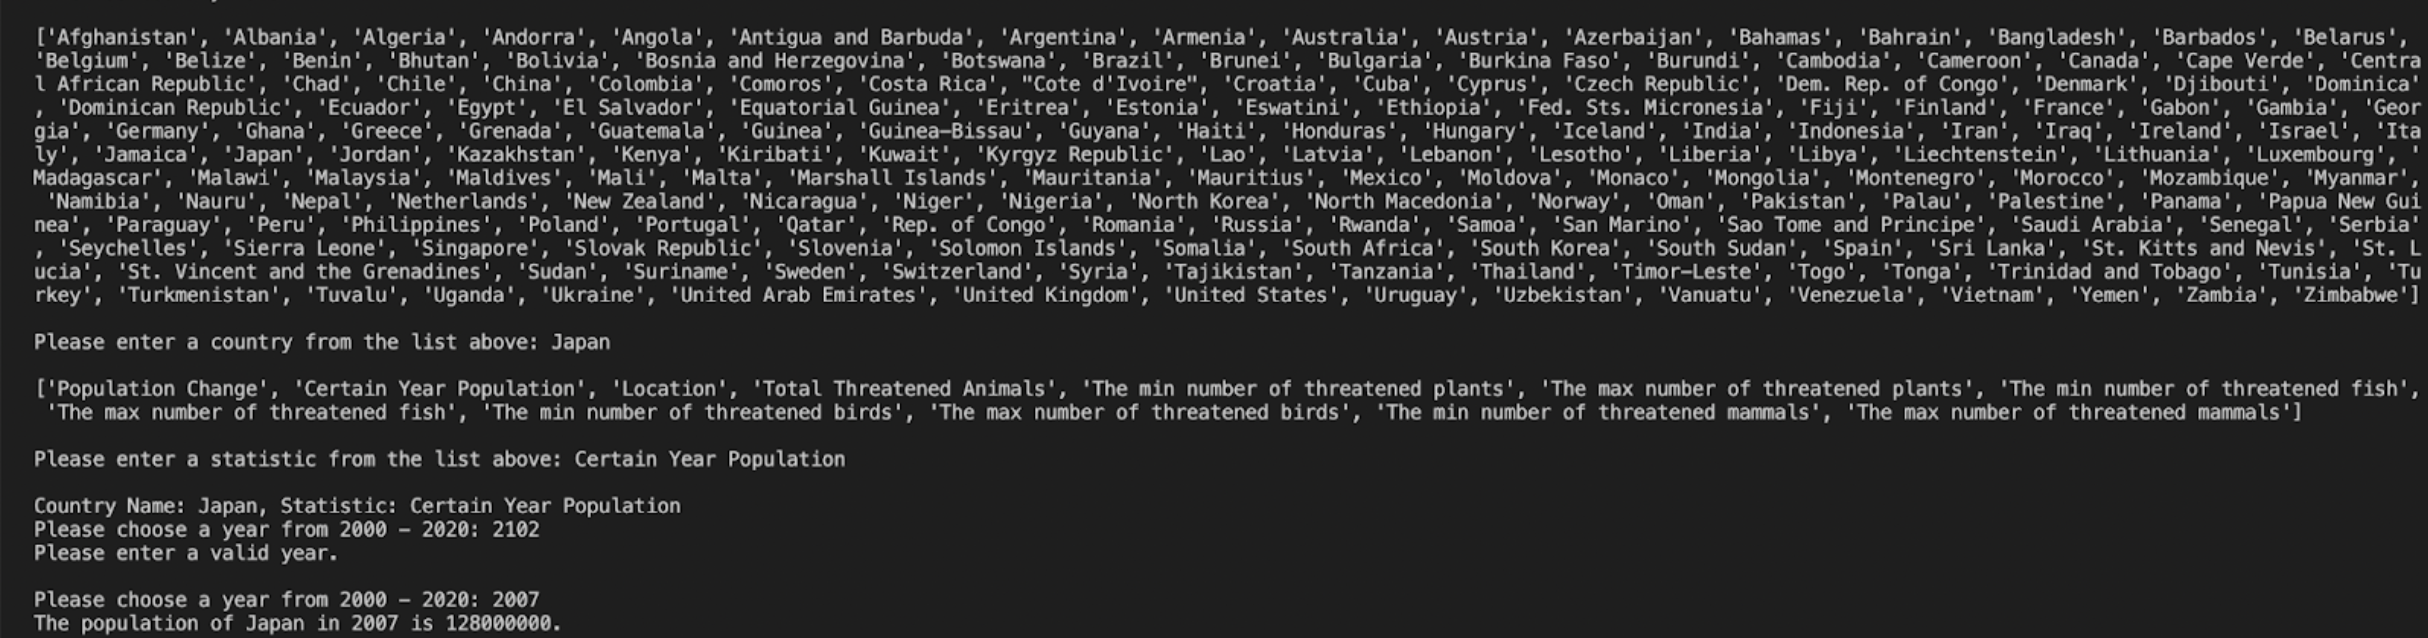 ['Afghanistan', 'Albania', 'Algeria', 'Andorra', 'Angola', 'Antigua and Barbuda', 'Argentina', 'Armenia', 'Australia', 'Austria', 'Azerbaijan', 'Bahamas', 'Bahrain', 'Bangladesh', 'Barbados', 'Belarus',
'Belgium', 'Belize', 'Benin', 'Bhutan', 'Bolivia', 'Bosnia and Herzegovina', 'Botswana', 'Brazil', 'Brunei', 'Bulgaria', 'Burkina Faso', 'Burundi', 'Cambodia', 'Cameroon', 'Canada', 'Cape Verde', 'Centra
l African Republic', 'Chad', 'Chile', 'China', 'Colombia', 'Comoros', 'Costa Rica', "Cote d'Ivoire", 'Croatia', 'Cuba', 'Cyprus', 'Czech Republic', 'Dem. Rep. of Congo', 'Denmark', 'Djibouti', 'Dominica'
, 'Dominican Republic', 'Ecuador', 'Egypt', 'El Salvador', 'Equatorial Guinea', 'Eritrea', 'Estonia', 'Eswatini', 'Ethiopia', 'Fed. Sts. Micronesia', 'Fiji', 'Finland', 'France', 'Gabon', 'Gambia', 'Geor
gia', 'Germany', 'Ghana', 'Greece', 'Grenada', 'Guatemala', 'Guinea', 'Guinea-Bissau', 'Guyana', 'Haiti', 'Honduras', 'Hungary', 'Iceland', 'India', 'Indonesia', 'Iran', 'Iraq', 'Ireland', 'Israel', 'Ita
ly', 'Jamaica', 'Japan', 'Jordan', 'Kazakhstan', 'Kenya', 'Kiribati', 'Kuwait', 'Kyrgyz Republic', 'Lao', 'Latvia', 'Lebanon', 'Lesotho', 'Liberia', 'Libya', 'Liechtenstein', 'Lithuania', 'Luxembourg', '
Madagascar', 'Malawi', 'Malaysia', 'Maldives', 'Mali', 'Malta', 'Marshall Islands', 'Mauritania', 'Mauritius', 'Mexico', 'Moldova', 'Monaco', 'Mongolia', 'Montenegro', 'Morocco', 'Mozambique', 'Myanmar',
'Namibia', 'Nauru', 'Nepal', 'Netherlands', 'New Zealand', 'Nicaragua', 'Niger', 'Nigeria', 'North Korea', 'North Macedonia', 'Norway', 'Oman', 'Pakistan', 'Palau', 'Palestine', 'Panama', 'Papua New Gui
nea', 'Paraguay', 'Peru', 'Philippines', 'Poland', 'Portugal', 'Qatar', 'Rep. of Congo', 'Romania', 'Russia', 'Rwanda', 'Samoa', 'San Marino', 'Sao Tome and Principe', 'Saudi Arabia', 'Senegal', 'Serbia'
, 'Seychelles', 'Sierra Leone', 'Singapore', 'Slovak Republic', 'Slovenia', 'Solomon Islands', 'Somalia', 'South Africa', 'South Korea', 'South Sudan', 'Spain', 'Sri Lanka', 'St. Kitts and Nevis', 'St. L
ucia', 'St. Vincent and the Grenadines', 'Sudan', 'Suriname', 'Sweden', 'Switzerland', 'Syria', 'Tajikistan', 'Tanzania', 'Thailand', 'Timor-Leste', 'Togo', 'Tonga', 'Trinidad and Tobago', 'Tunisia', 'Tu
rkey', 'Turkmenistan', 'Tuvalu', 'Uganda', 'Ukraine', 'United Arab Emirates', 'United Kingdom', 'United States', 'Uruguay', 'Uzbekistan', 'Vanuatu', 'Venezuela', 'Vietnam', 'Yemen', 'Zambia', 'Zimbabwe']
Please enter a country from the list above: Japan
['Population Change', 'Certain Year Population', 'Location', 'Total Threatened Animals', 'The min number of threatened plants', 'The max number of threatened plants', 'The min number of threatened fish',
'The max number of threatened fish', 'The min number of threatened birds', 'The max number of threatened birds', 'The min number of threatened mammals', 'The max number of threatened mammals']
Please enter a statistic from the list above: Certain Year Population
Country Name: Japan, Statistic: Certain Year Population
Please choose a year from 2000 - 2020: 2102
Please enter a valid year.
Please choose a year from 2000 - 2020: 2007
The population of Japan in 2007 is 128000000.